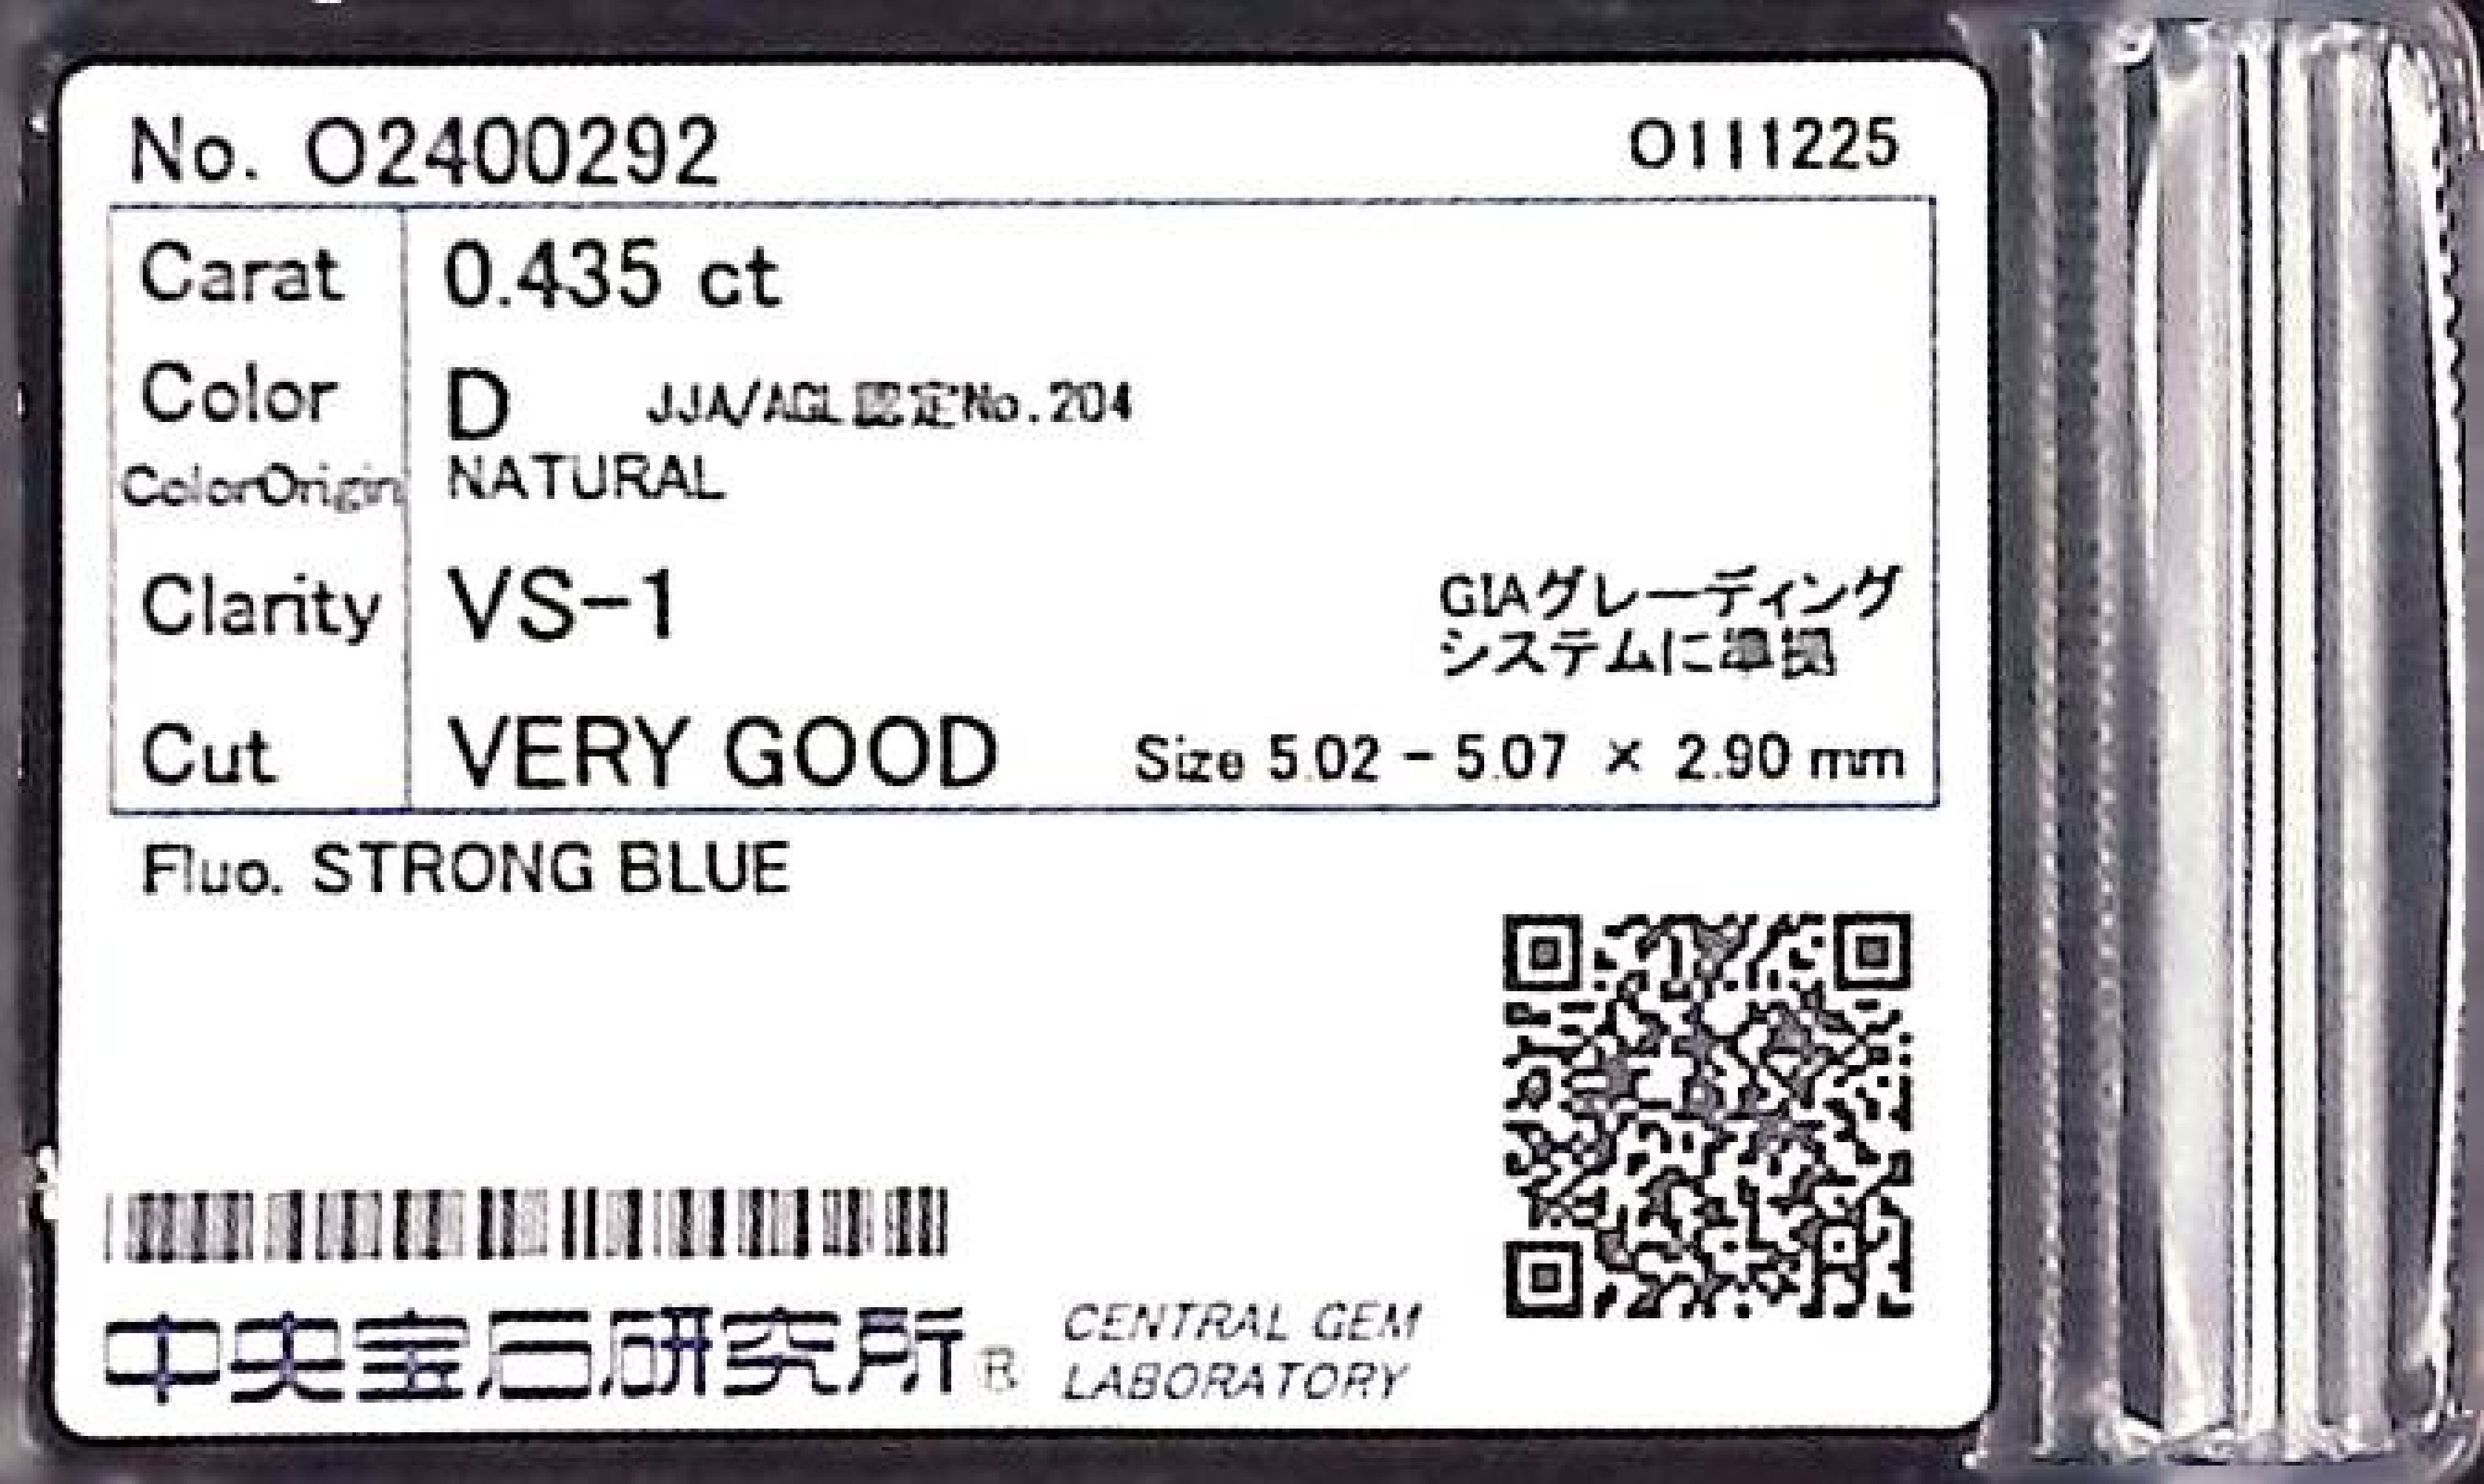 No. O2400292 O111225
Carat 0.435 ct
Color D JJA/AGL認定No.204
ColorOrigin NATURAL
Clarity VS-1 GIAグレーディング
システムに準拠
Cut VERY GOOD Size 5.02 - 5.07 × 2.90 mm
Fluo. STRONG BLUE
中央宝石研究所® CENTRAL GEM
LABORATORY